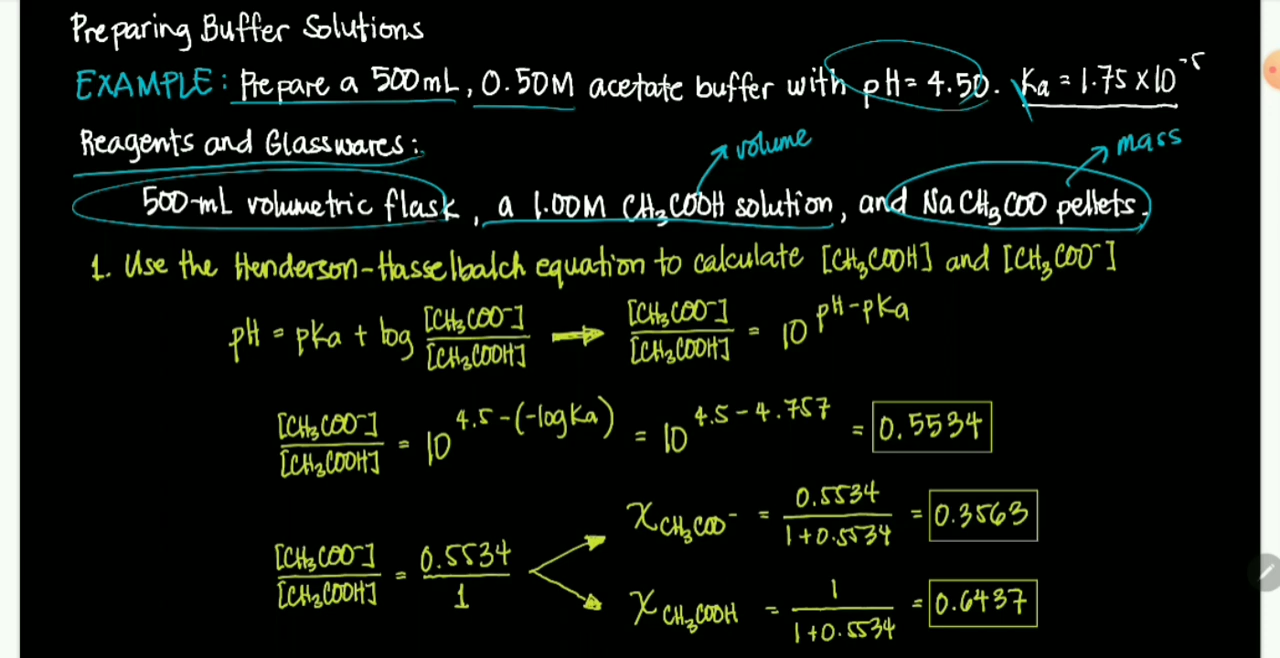 Preparing Buffer Solutions
EXAMPLE: Prepare a 500mL, 0.50M acetate buffer with pH = 4.50. Ka = 1.75 x 10⁻⁵
Reagents and Glasswares:
volume
mass
500-mL volumetric flask, a 1.00M CH₃COOH solution, and NaCH₃COO pellets.
1. Use the Henderson-Hasselbalch equation to calculate [CH₃COOH] and [CH₃COO⁻]
pH = pKa + log [CH₃COO⁻]/[CH₃COOH] → [CH₃COO⁻]/[CH₃COOH] = 10^(pH-pKa)
[CH₃COO⁻]/[CH₃COOH] = 10^(4.5-(-logKa)) = 10^(4.5-4.757) = 0.5534
[CH₃COO⁻]/[CH₃COOH] = 0.5534/1
X CH₃COO⁻ = 0.5534/(1+0.5534) = 0.3563
X CH₃COOH = 1/(1+0.5534) = 0.6437